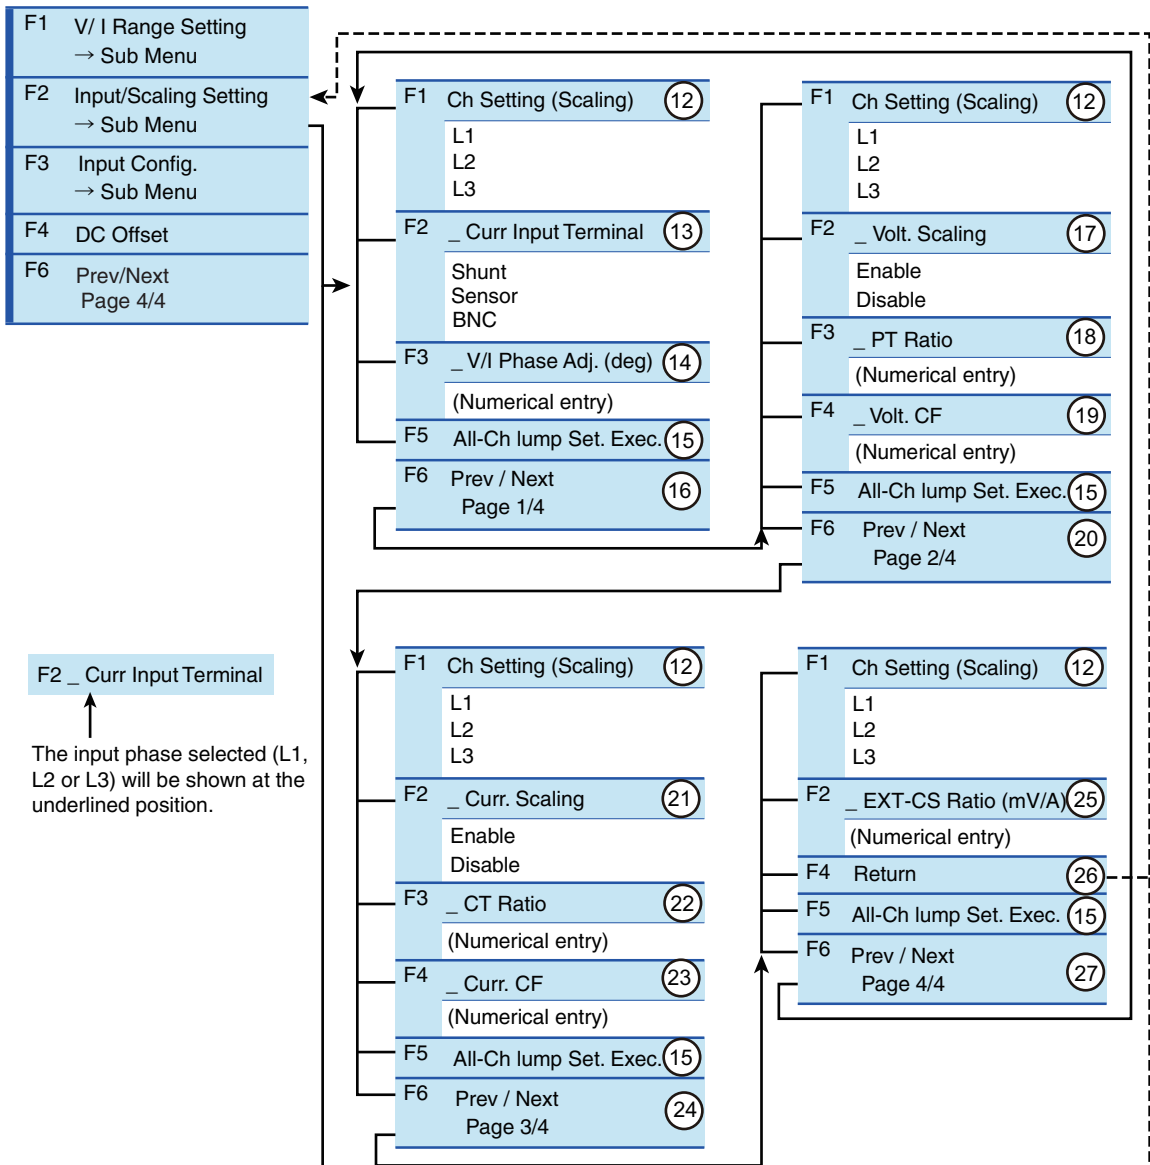 F1 V/ I Range Setting
→ Sub Menu
F2 Input/Scaling Setting
→ Sub Menu
F3 Input Config.
→ Sub Menu
F4 DC Offset
F6 Prev/Next
Page 4/4
F1 Ch Setting (Scaling) 12
L1
L2
L3
F2 _ Curr Input Terminal 13
Shunt
Sensor
BNC
F3 _ V/I Phase Adj. (deg) 14
(Numerical entry)
F5 All-Ch lump Set. Exec. 15
F6 Prev / Next 16
Page 1/4
F1 Ch Setting (Scaling) 12
L1
L2
L3
F2 _ Volt. Scaling 17
Enable
Disable
F3 _ PT Ratio 18
(Numerical entry)
F4 _ Volt. CF 19
(Numerical entry)
F5 All-Ch lump Set. Exec. 15
F6 Prev / Next 20
Page 2/4
F2 _ Curr Input Terminal
The input phase selected (L1,
L2 or L3) will be shown at the
underlined position.
F1 Ch Setting (Scaling) 12
L1
L2
L3
F2 _ Curr. Scaling 21
Enable
Disable
F3 _ CT Ratio 22
(Numerical entry)
F4 _ Curr. CF 23
(Numerical entry)
F5 All-Ch lump Set. Exec. 15
F6 Prev / Next 24
Page 3/4
F1 Ch Setting (Scaling) 12
L1
L2
L3
F2 _ EXT-CS Ratio (mV/A) 25
(Numerical entry)
F4 Return 26
F5 All-Ch lump Set. Exec. 15
F6 Prev / Next 27
Page 4/4